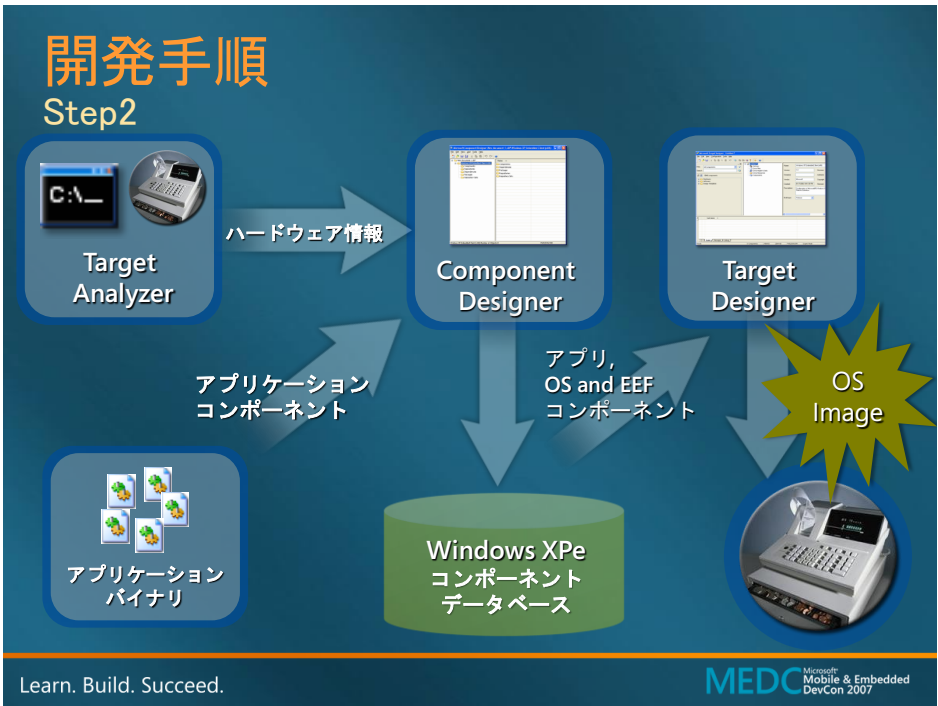 開発手順
Step2
C:\_
Target
Analyzer
ハードウェア情報
Component
Designer
Target
Designer
アプリケーション
コンポーネント
アプリ,
OS and EEF
コンポーネント
OS
Image
アプリケーション
バイナリ
Windows XPe
コンポーネント
データベース
Learn. Build. Succeed.
MEDC Microsoft®
Mobile & Embedded
DevCon 2007